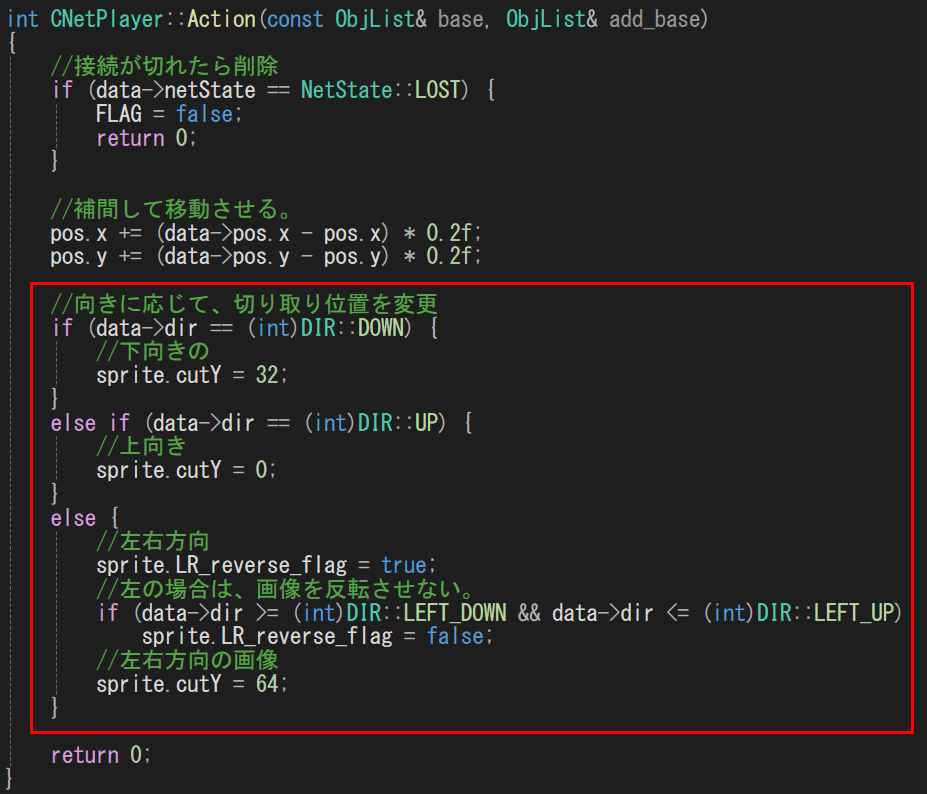 int CNetPlayer::Action(const ObjList& base, ObjList& add_base)
{
    //接続が切れたら削除
    if (data->netState == NetState::LOST) {
        FLAG = false;
        return 0;
    }

    //補間して移動させる。
    pos.x += (data->pos.x - pos.x) * 0.2f;
    pos.y += (data->pos.y - pos.y) * 0.2f;

    //向きに応じて、切り取り位置を変更
    if (data->dir == (int)DIR::DOWN) {
        //下向きの
        sprite.cutY = 32;
    }
    else if (data->dir == (int)DIR::UP) {
        //上向き
        sprite.cutY = 0;
    }
    else {
        //左右方向
        sprite.LR_reverse_flag = true;
        //左の場合は、画像を反転させない。
        if (data->dir >= (int)DIR::LEFT_DOWN && data->dir <= (int)DIR::LEFT_UP)
            sprite.LR_reverse_flag = false;
        //左右方向の画像
        sprite.cutY = 64;
    }

    return 0;
}